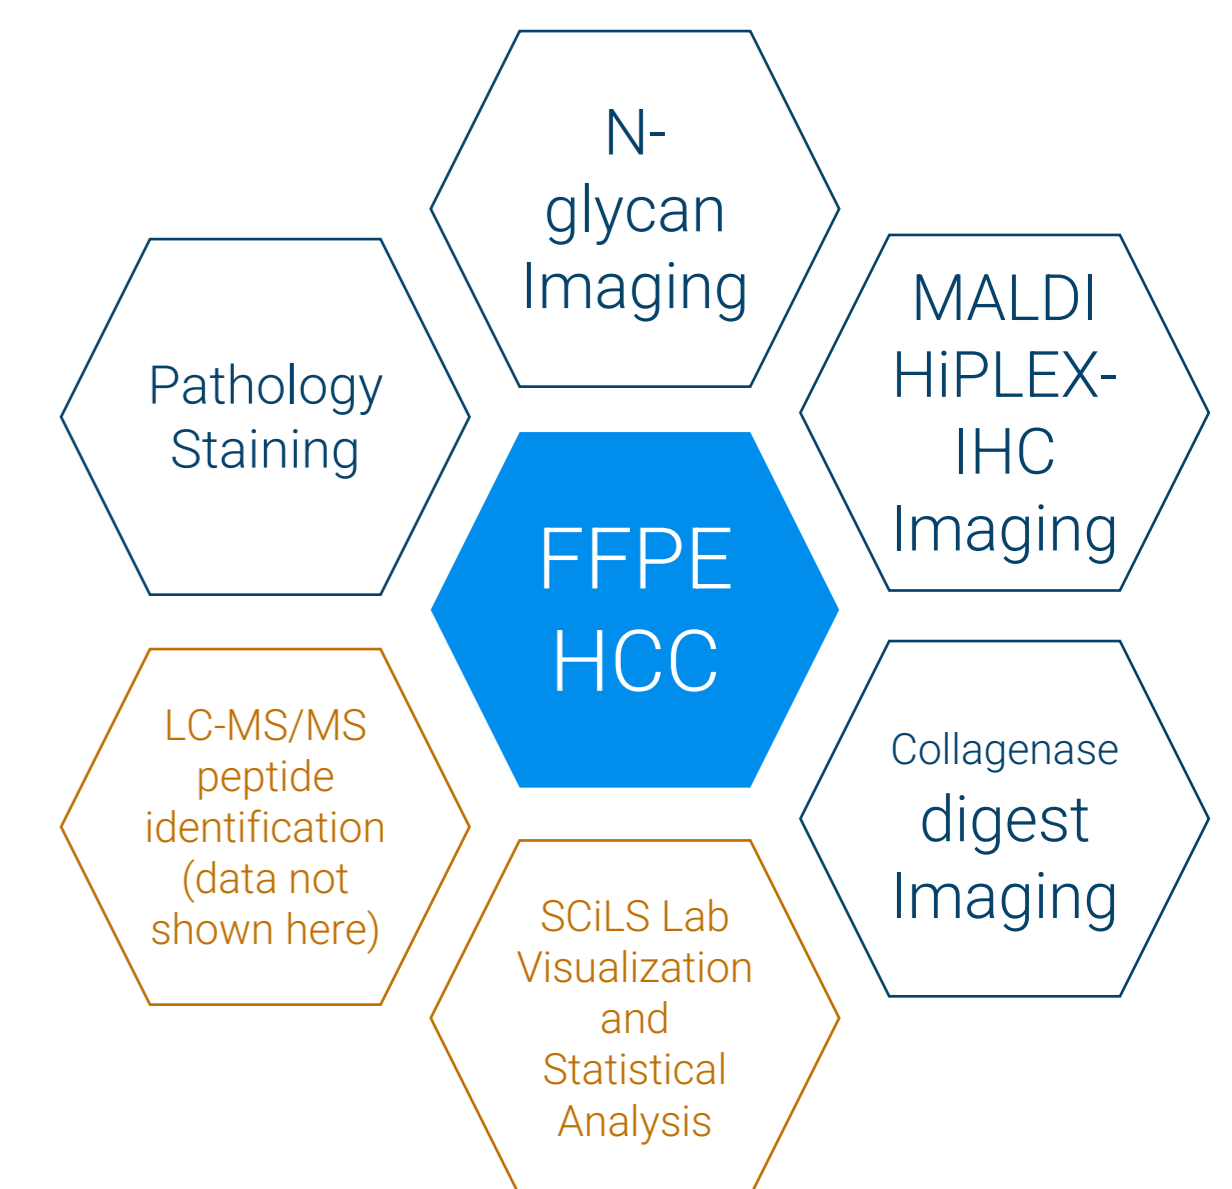 N-
glycan
Imaging
MALDI
HiPLEX-
IHC
Imaging
Pathology
Staining
FFPE
HCC
LC-MS/MS
peptide
identification
(data not
shown here)
Collagenase
digest
Imaging
SCiLS Lab
Visualization
and
Statistical
Analysis